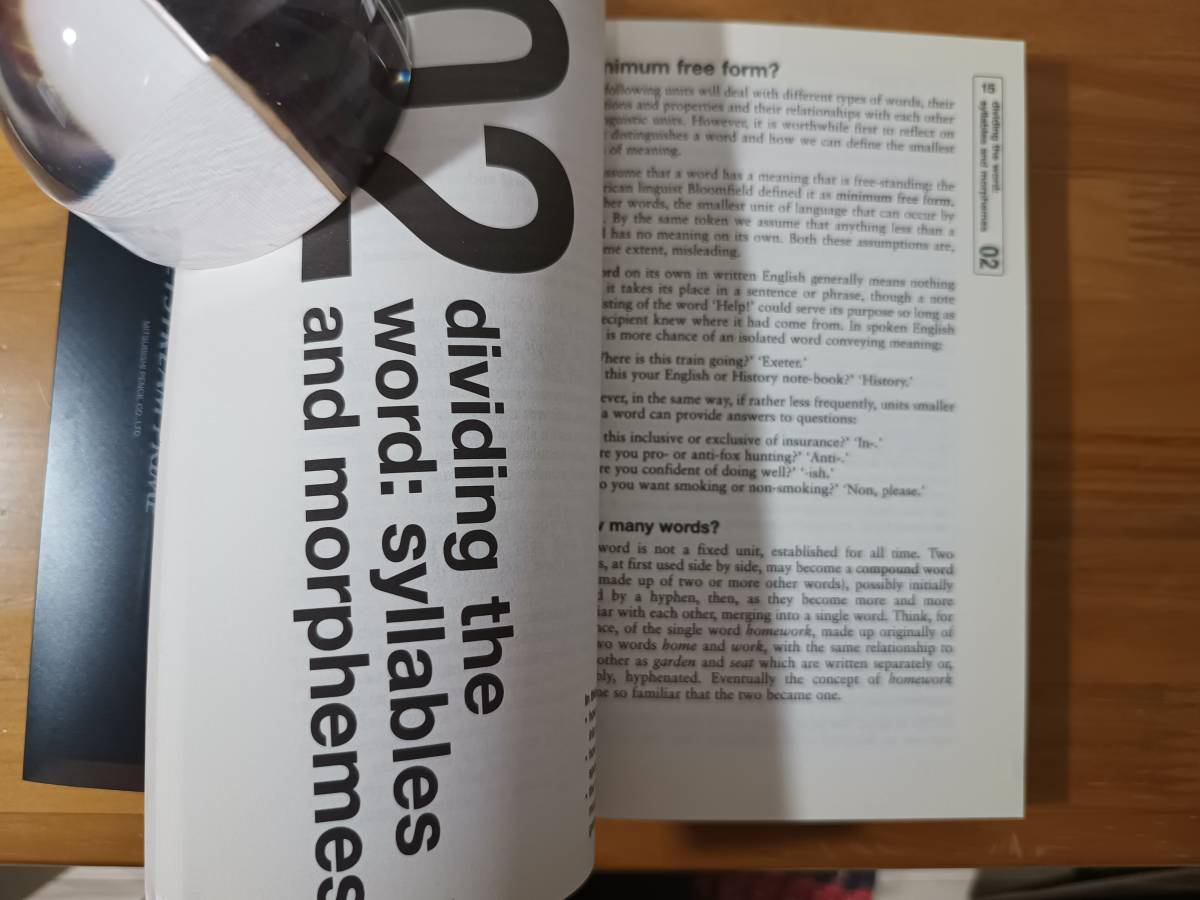 02
dividing the
word: syllables
and morphemes
MITSUBISHI PENCIL CO., LTD.
nimum free form?
following units will deal with different types of words, their
ions and properties and their relationships with each other
guistic units. However, it is worthwhile first to reflect on
distinguishes a word and how we can define the smallest
of meaning.
ssume that a word has a meaning that is free-standing: the
rican linguist Bloomfield defined it as minimum free form,
her words, the smallest unit of language that can occur by
. By the same token we assume that anything less than a
l has no meaning on its own. Both these assumptions are,
me extent, misleading.
ord on its own in written English generally means nothing
it takes its place in a sentence or phrase, though a note
sting of the word 'Help!' could serve its purpose so long as
ecipient knew where it had come from. In spoken English
is more chance of an isolated word conveying meaning:
here is this train going?' 'Exeter.'
this your English or History note-book?' 'History.'
ever, in the same way, if rather less frequently, units smaller
a word can provide answers to questions:
this inclusive or exclusive of insurance?' 'In-.'
re you pro- or anti-fox hunting?' 'Anti-.'
re you confident of doing well?' '-ish.'
o you want smoking or non-smoking?' 'Non, please.'
many words?
word is not a fixed unit, established for all time. Two
s, at first used side by side, may become a compound word
made up of two or more other words), possibly initially
d by a hyphen, then, as they become more and more
iar with each other, merging into a single word. Think, for
nce, of the single word homework, made up originally of
wo words home and work, with the same relationship to
other as garden and seat which are written separately or,
bly, hyphenated. Eventually the concept of homework
me so familiar that the two became one.
15
dividing the word:
syllables and morphemes
02